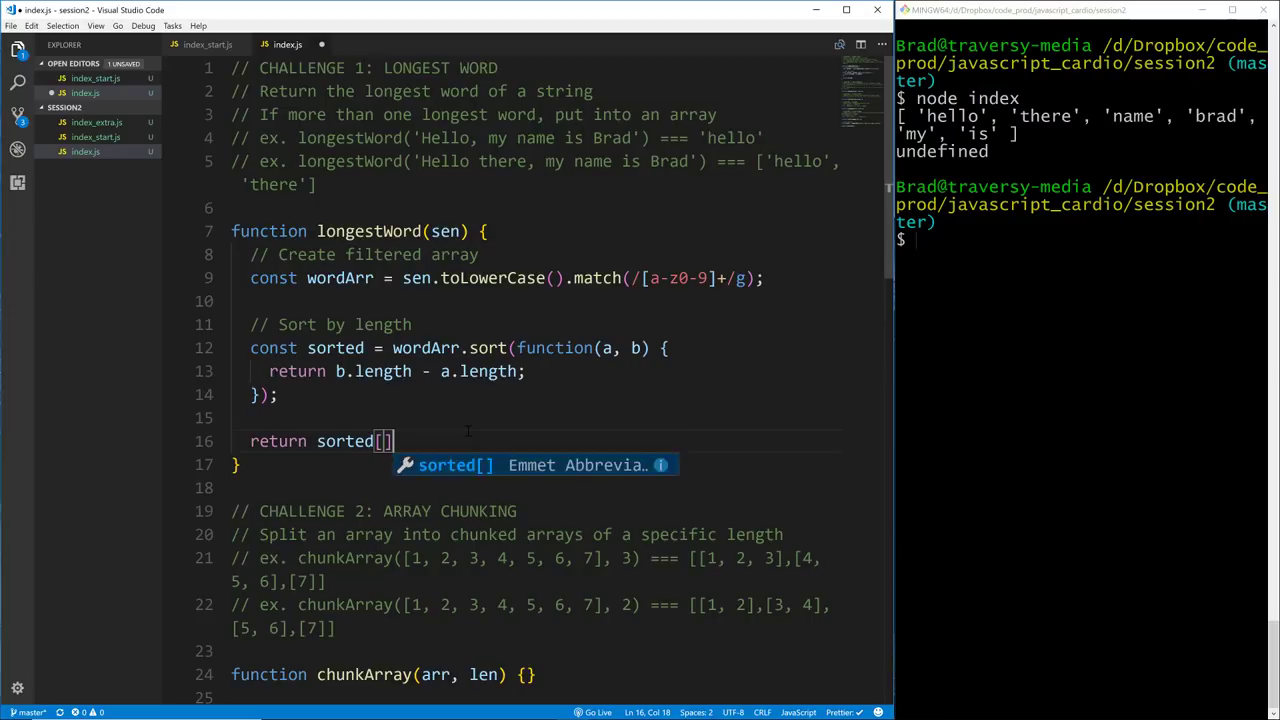 index.js - session2 - Visual Studio Code
File Edit Selection View Go Debug Tasks Help
EXPLORER
OPEN EDITORS 1 UNSAVED
index_start.js U
index.js U
SESSION2
index_extra.js U
index_start.js U
index.js U
index_start.js index.js
1 // CHALLENGE 1: LONGEST WORD
2 // Return the longest word of a string
3 // If more than one longest word, put into an array
4 // ex. longestWord('Hello, my name is Brad') === 'hello'
5 // ex. longestWord('Hello there, my name is Brad') === ['hello',
'there']
6
7 function longestWord(sen) {
8 // Create filtered array
9 const wordArr = sen.toLowerCase().match(/[a-z0-9]+/g);
10
11 // Sort by length
12 const sorted = wordArr.sort(function(a, b) {
13 return b.length - a.length;
14 });
15
16 return sorted[]
sorted[] Emmet Abbrevia..
17 }
18
19 // CHALLENGE 2: ARRAY CHUNKING
20 // Split an array into chunked arrays of a specific length
21 // ex. chunkArray([1, 2, 3, 4, 5, 6, 7], 3) === [[1, 2, 3],[4,
5, 6],[7]]
22 // ex. chunkArray([1, 2, 3, 4, 5, 6, 7], 2) === [[1, 2],[3, 4],
[5, 6],[7]]
23
24 function chunkArray(arr, len) {}
25
master* 0 0 Go Live Ln 16, Col 18 Spaces: 2 UTF-8 CRLF JavaScript Prettier: ✓
MINGW64:/d/Dropbox/code_prod/javascript_cardio/session2
Brad@traversy-media /d/Dropbox/code_
prod/javascript_cardio/session2 (mas
ter)
$ node index
[ 'hello', 'there', 'name', 'brad',
'my', 'is' ]
undefined
Brad@traversy-media /d/Dropbox/code_
prod/javascript_cardio/session2 (mas
ter)
$